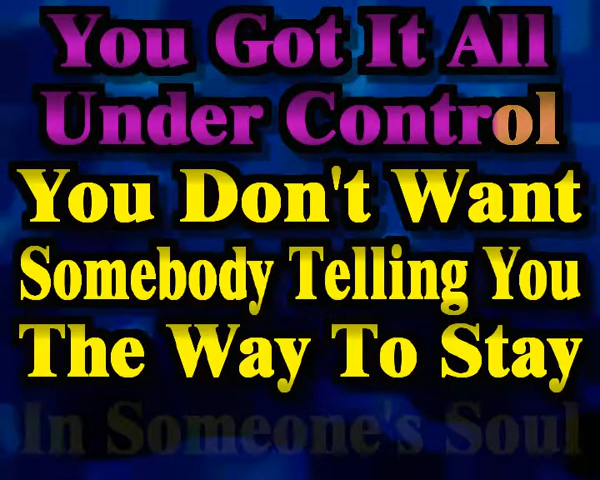 You Got It All
Under Control
You Don't Want
Somebody Telling You
The Way To Stay
In Someone's Soul